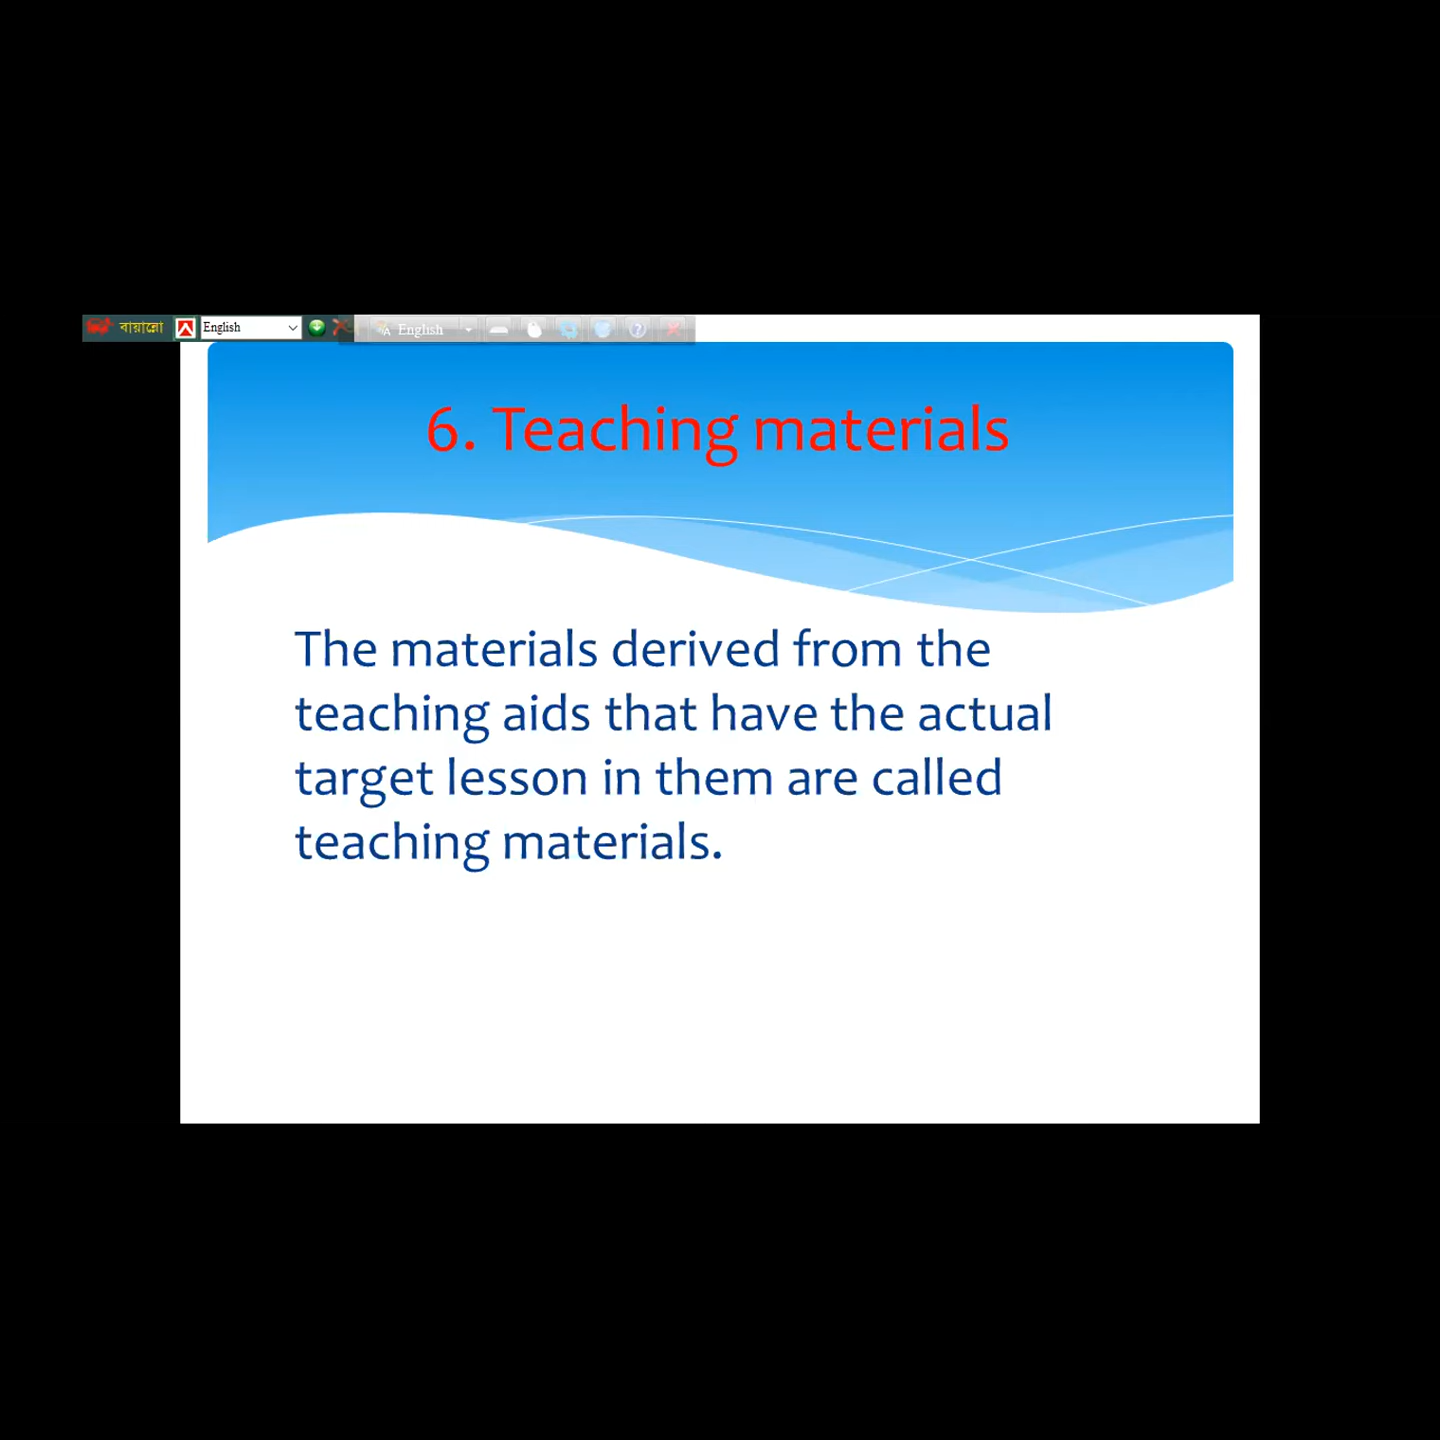 বায়ান্নো English English
6. Teaching materials
The materials derived from the
teaching aids that have the actual
target lesson in them are called
teaching materials.